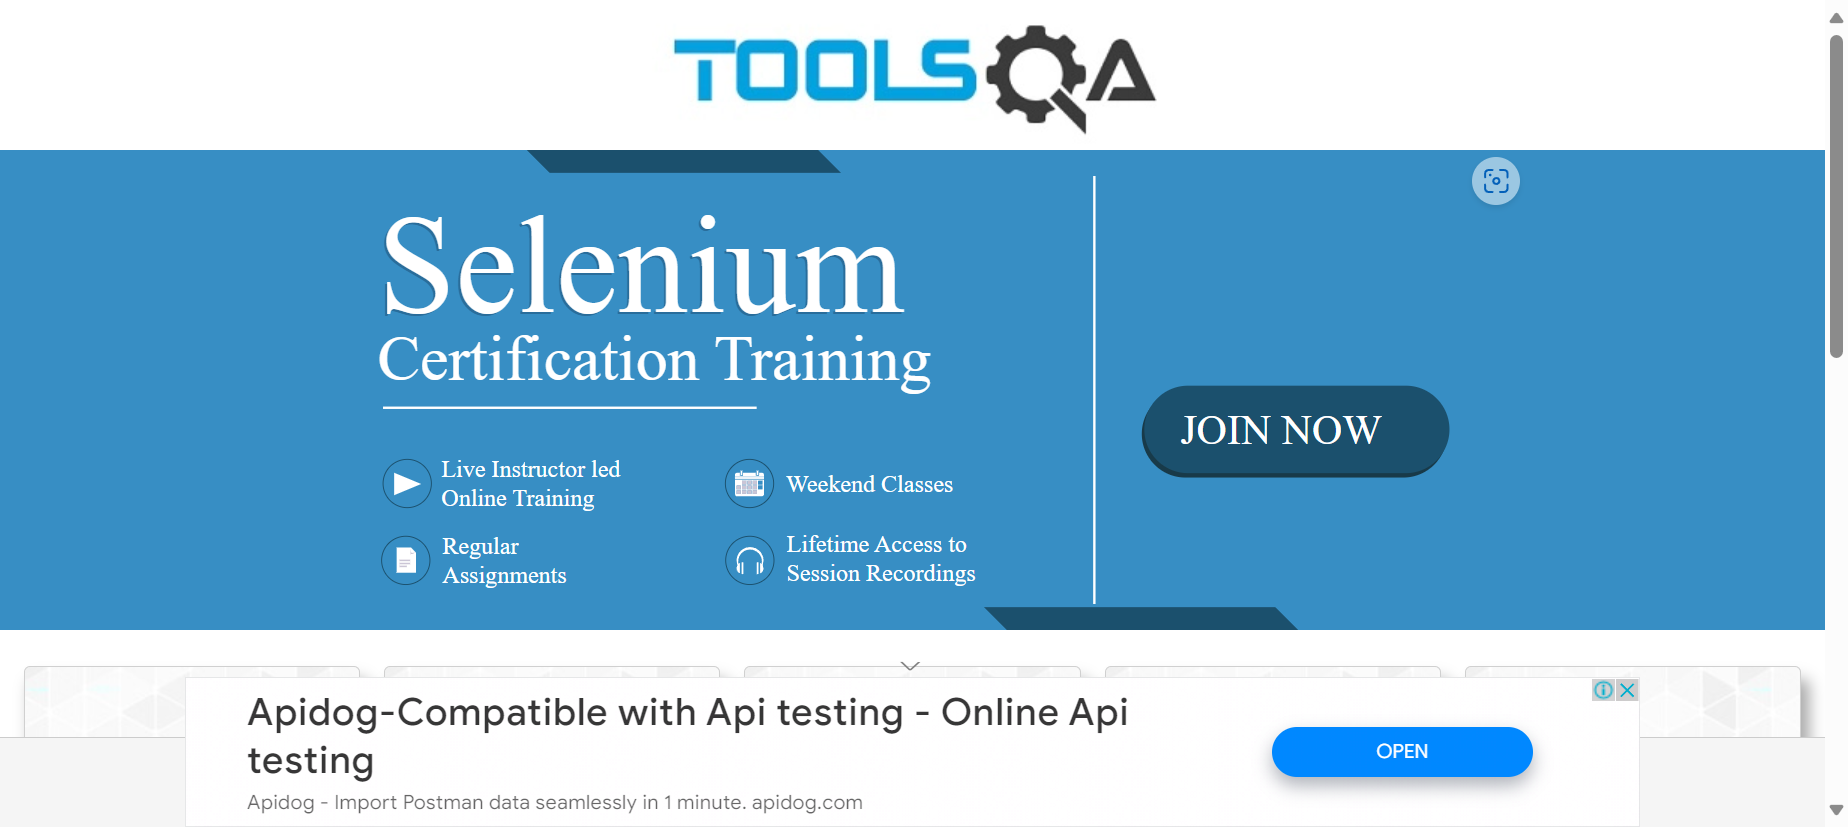 TOOLSQA
Selenium
Certification Training
Live Instructor led
Online Training
Weekend Classes
Regular
Assignments
Lifetime Access to
Session Recordings
JOIN NOW
Apidog-Compatible with Api testing - Online Api
testing
Apidog - Import Postman data seamlessly in 1 minute. apidog.com
OPEN